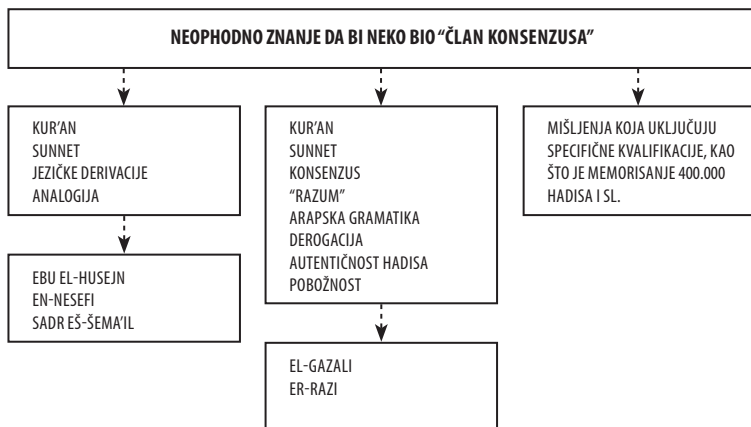 NEOPHODNO ZNANJE DA BI NEKO BIO “ČLAN KONSENZUSA”
KUR’AN
SUNNET
JEZIČKE DERIVACIJE
ANALOGIJA
EBU EL-HUSEJN
EN-NESEFI
SADR EŠ-ŠEMA’IL
KUR’AN
SUNNET
KONSENZUS
“RAZUM”
ARAPSKA GRAMATIKA
DEROGACIJA
AUTENTIČNOST HADISA
POBOŽNOST
EL-GAZALI
ER-RAZI
MIŠLJENJA KOJA UKLJUČUJU
SPECIFIČNE KVALIFIKACIJE, KAO
ŠTO JE MEMORISANJE 400.000
HADISA I SL.